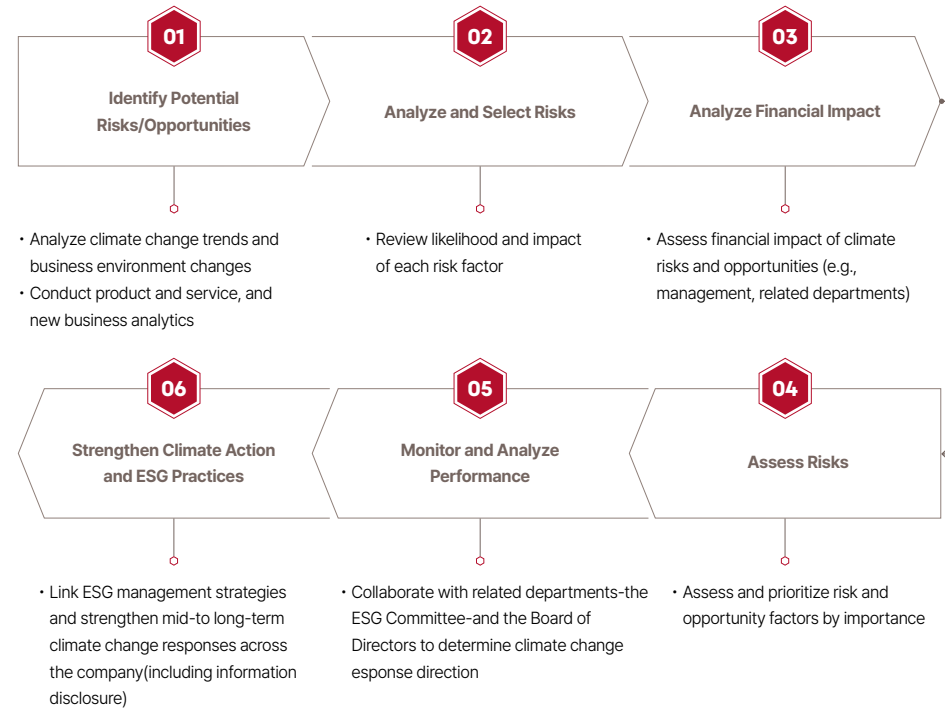 01
Identify Potential
Risks/Opportunities
• Analyze climate change trends and
business environment changes
• Conduct product and service, and
new business analytics
02
Analyze and Select Risks
• Review likelihood and impact
of each risk factor
03
Analyze Financial Impact
• Assess financial impact of climate
risks and opportunities (e.g.,
management, related departments)
04
Assess Risks
• Assess and prioritize risk and
opportunity factors by importance
05
Monitor and Analyze
Performance
• Collaborate with related departments-the
ESG Committee-and the Board of
Directors to determine climate change
esponse direction
06
Strengthen Climate Action
and ESG Practices
• Link ESG management strategies
and strengthen mid-to long-term
climate change responses across
the company(including information
disclosure)